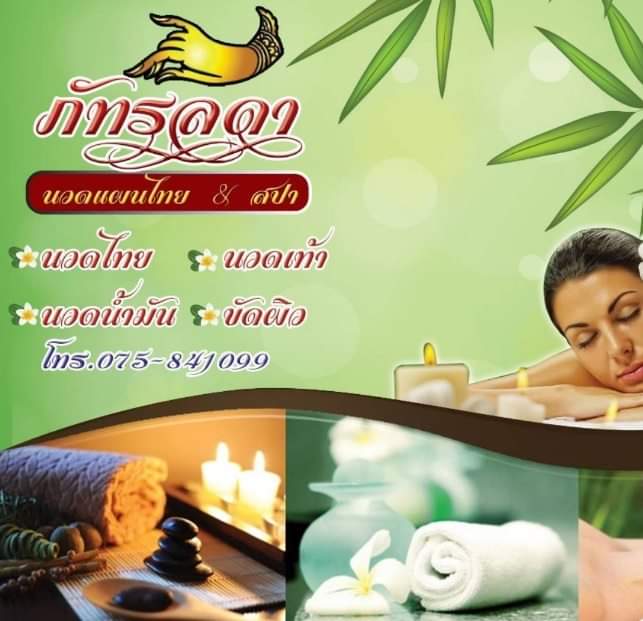 ภัทรลดา
นวดแผนไทย & สปา
นวดไทย นวดเท้า
นวดน้ำมัน ขัดผิว
โทร.075-841099